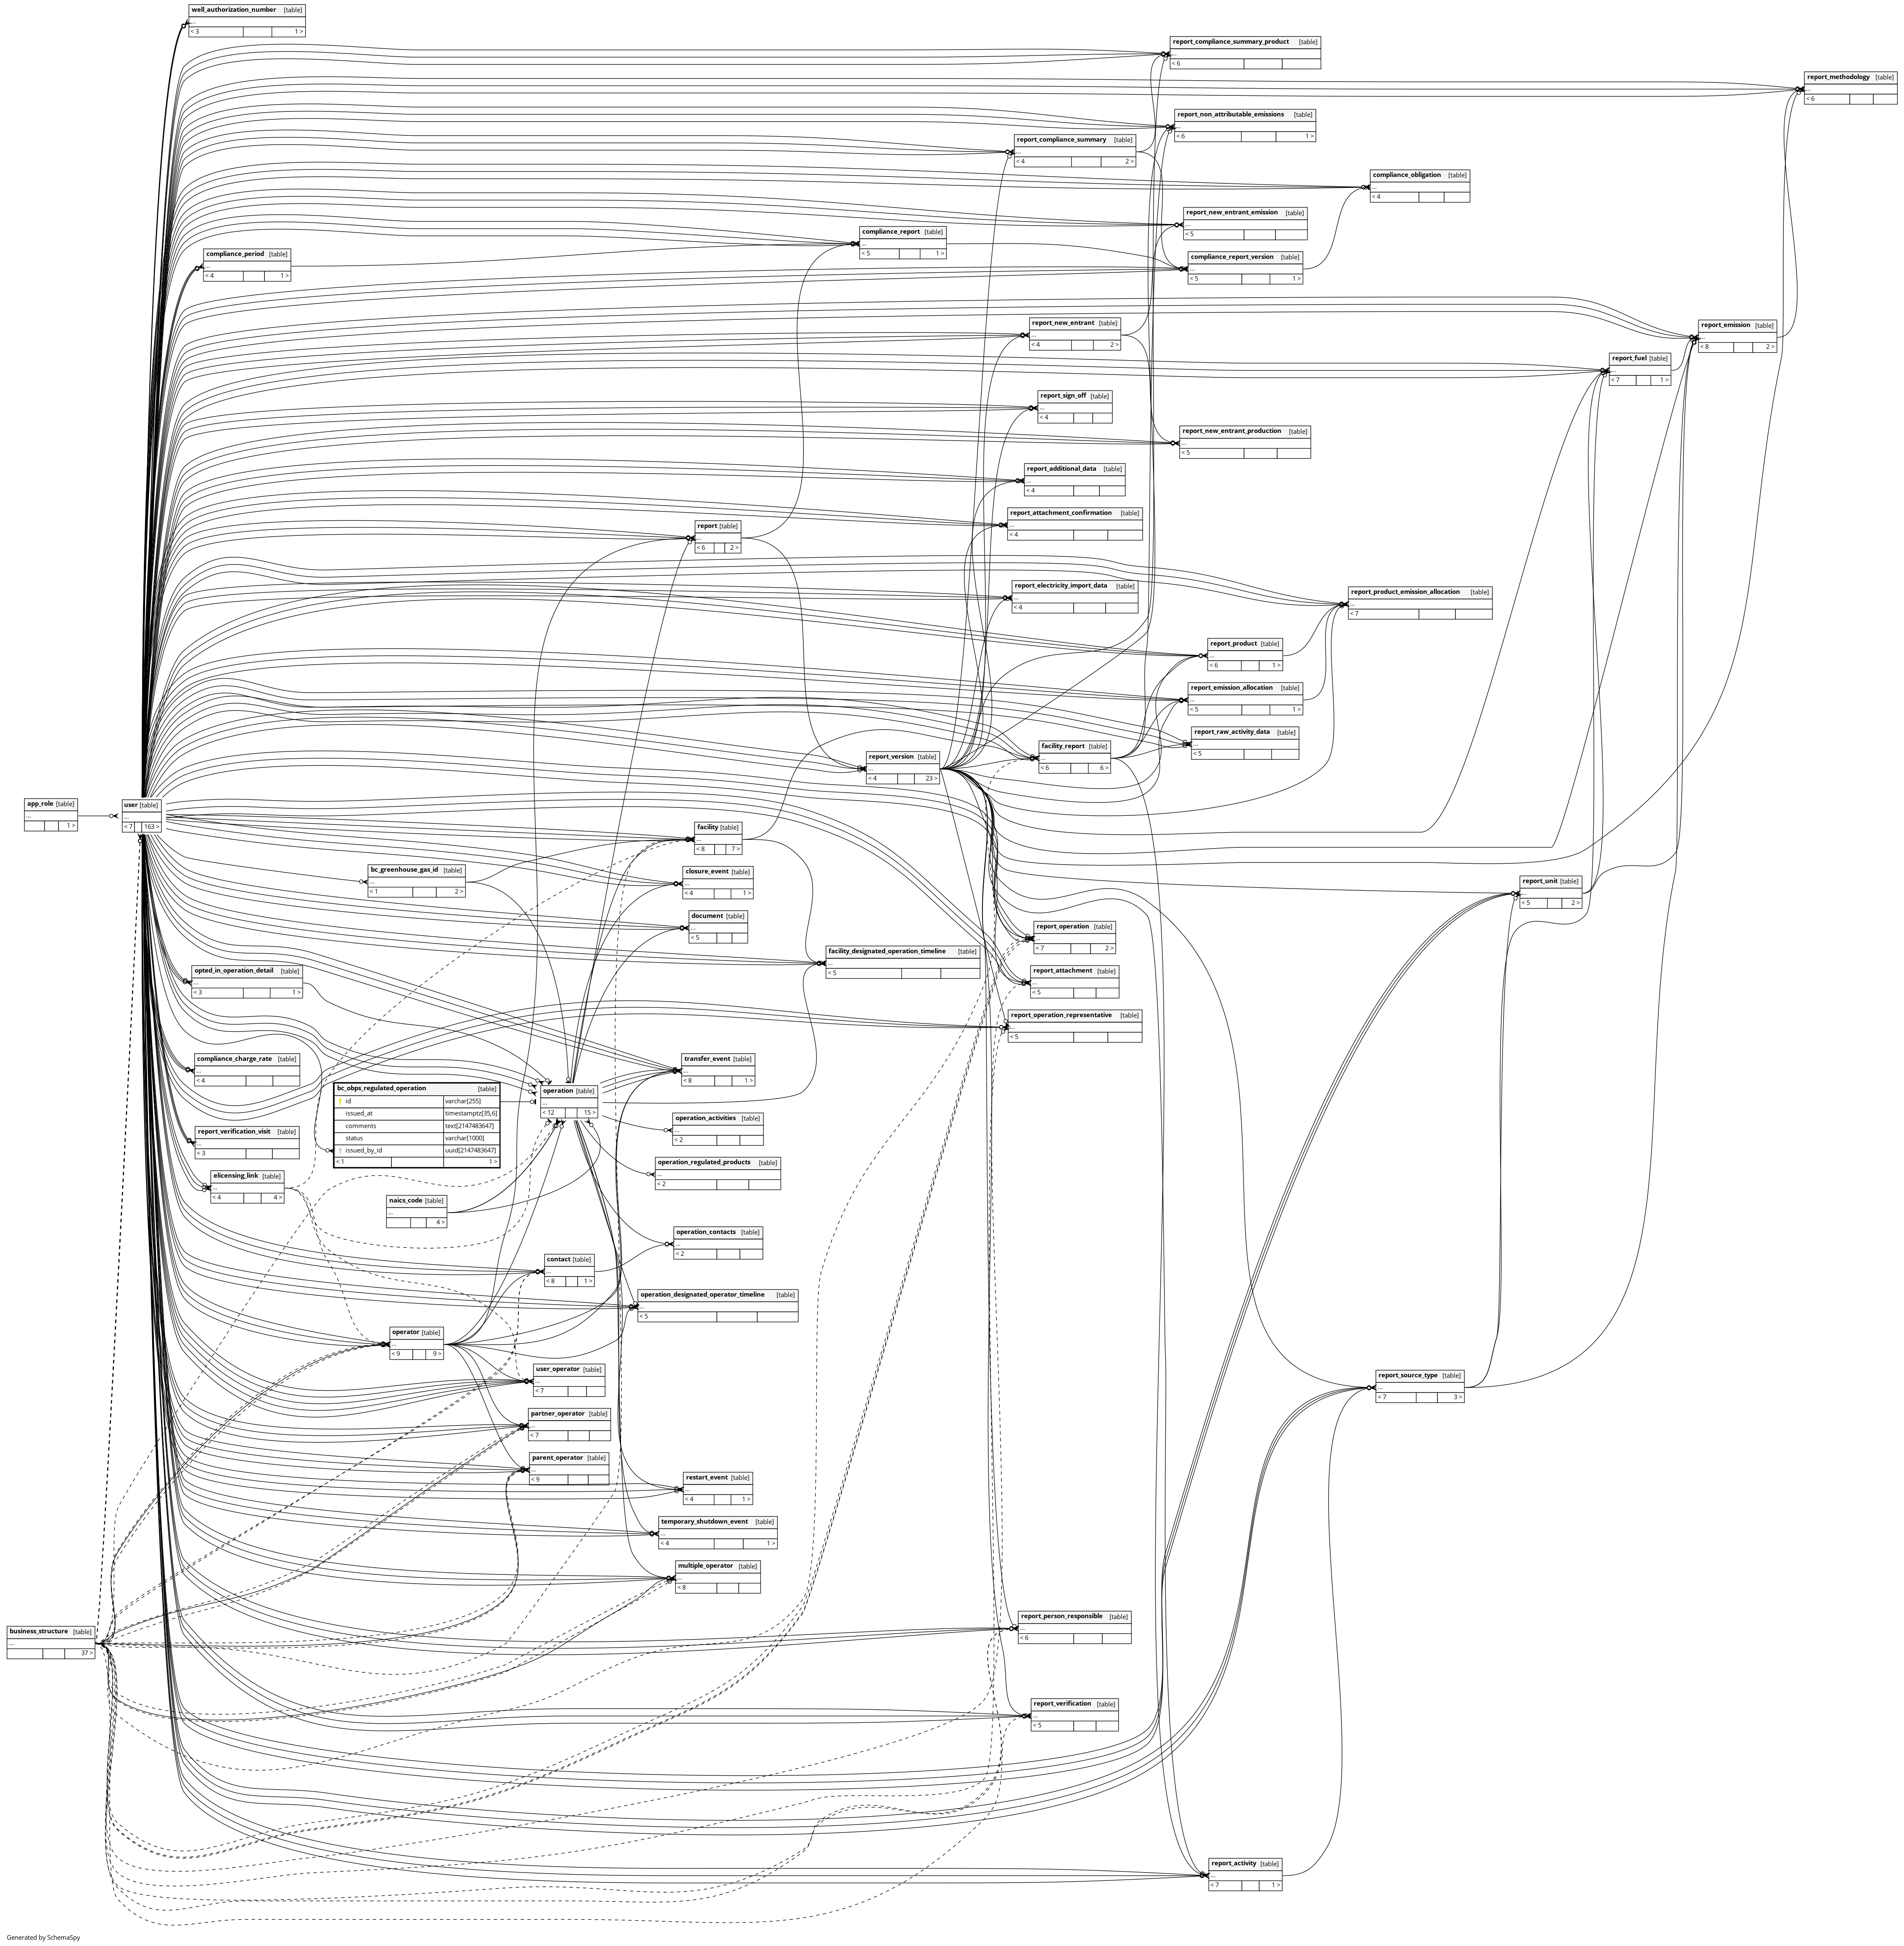 well_authorization_number [table]
...
< 3 1 >
report_compliance_summary_product [table]
...
< 6
report_methodology [table]
...
< 6
report_non_attributable_emissions [table]
...
< 6 1 >
report_compliance_summary [table]
...
< 4 2 >
compliance_obligation [table]
...
< 4
report_new_entrant_emission [table]
...
< 5
compliance_report [table]
...
< 5 1 >
compliance_period [table]
...
< 4 1 >
compliance_report_version [table]
...
< 5 1 >
report_new_entrant [table]
...
< 4 2 >
report_emission [table]
...
< 8 2 >
report_fuel [table]
...
< 7 1 >
report_sign_off [table]
...
< 4
report_new_entrant_production [table]
...
< 5
report_additional_data [table]
...
< 4
report_attachment_confirmation [table]
...
< 4
report [table]
...
< 6 2 >
report_electricity_import_data [table]
...
< 4
report_product_emission_allocation [table]
...
< 7
report_product [table]
...
< 6 1 >
report_emission_allocation [table]
...
< 5 1 >
report_raw_activity_data [table]
...
< 5
facility_report [table]
...
< 6 6 >
report_version [table]
...
< 4 23 >
app_role [table]
...
1 >
user [table]
...
< 7 163 >
facility [table]
...
< 8 7 >
bc_greenhouse_gas_id [table]
...
< 1 2 >
closure_event [table]
...
< 4 1 >
report_unit [table]
...
< 5 2 >
document [table]
...
< 5
report_operation [table]
...
< 7 2 >
facility_designated_operation_timeline [table]
...
< 5
opted_in_operation_detail [table]
...
< 3 1 >
report_attachment [table]
...
< 5
report_operation_representative [table]
...
< 5
compliance_charge_rate [table]
...
< 4
transfer_event [table]
...
< 8 1 >
bc_obps_regulated_operation [table]
id varchar[255]
issued_at timestamptz[35,6]
comments text[2147483647]
status varchar[1000]
issued_by_id uuid[2147483647]
< 1 1 >
operation [table]
...
< 12 15 >
operation_activities [table]
...
< 2
report_verification_visit [table]
...
< 3
operation_regulated_products [table]
...
< 2
elicensing_link [table]
...
< 4 4 >
naics_code [table]
...
4 >
operation_contacts [table]
...
< 2
contact [table]
...
< 8 1 >
operation_designated_operator_timeline [table]
...
< 5
operator [table]
...
< 9 9 >
user_operator [table]
...
< 7
report_source_type [table]
...
< 7 3 >
partner_operator [table]
...
< 7
parent_operator [table]
...
< 9
restart_event [table]
...
< 4 1 >
temporary_shutdown_event [table]
...
< 4 1 >
multiple_operator [table]
...
< 8
report_person_responsible [table]
...
< 6
business_structure [table]
...
37 >
report_verification [table]
...
< 5
report_activity [table]
...
< 7 1 >
Generated by SchemaSpy